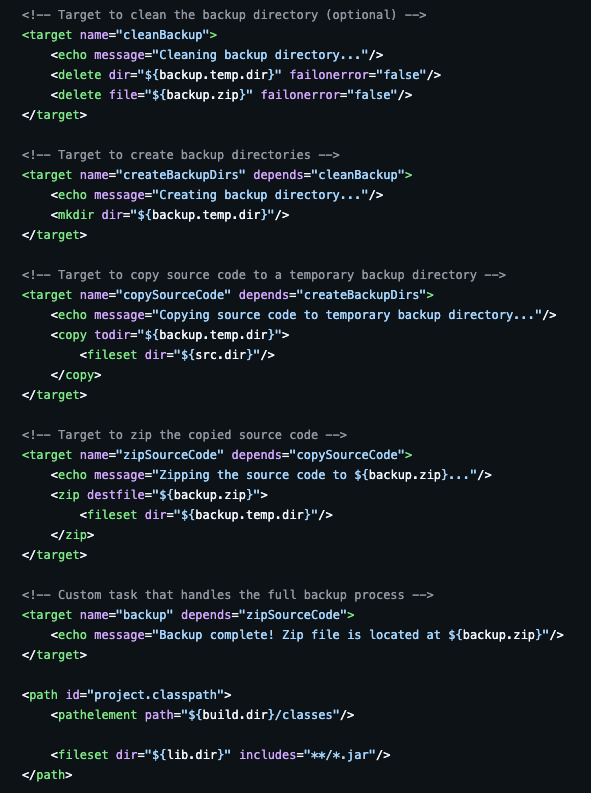 <!-- Target to clean the backup directory (optional) -->
<target name="cleanBackup">
    <echo message="Cleaning backup directory..."/>
    <delete dir="${backup.temp.dir}" failonerror="false"/>
    <delete file="${backup.zip}" failonerror="false"/>
</target>

<!-- Target to create backup directories -->
<target name="createBackupDirs" depends="cleanBackup">
    <echo message="Creating backup directory..."/>
    <mkdir dir="${backup.temp.dir}"/>
</target>

<!-- Target to copy source code to a temporary backup directory -->
<target name="copySourceCode" depends="createBackupDirs">
    <echo message="Copying source code to temporary backup directory..."/>
    <copy todir="${backup.temp.dir}">
        <fileset dir="${src.dir}"/>
    </copy>
</target>

<!-- Target to zip the copied source code -->
<target name="zipSourceCode" depends="copySourceCode">
    <echo message="Zipping the source code to ${backup.zip}..."/>
    <zip destfile="${backup.zip}">
        <fileset dir="${backup.temp.dir}"/>
    </zip>
</target>

<!-- Custom task that handles the full backup process -->
<target name="backup" depends="zipSourceCode">
    <echo message="Backup complete! Zip file is located at ${backup.zip}"/>
</target>

<path id="project.classpath">
    <pathelement path="${build.dir}/classes"/>

    <fileset dir="${lib.dir}" includes="**/*.jar"/>
</path>